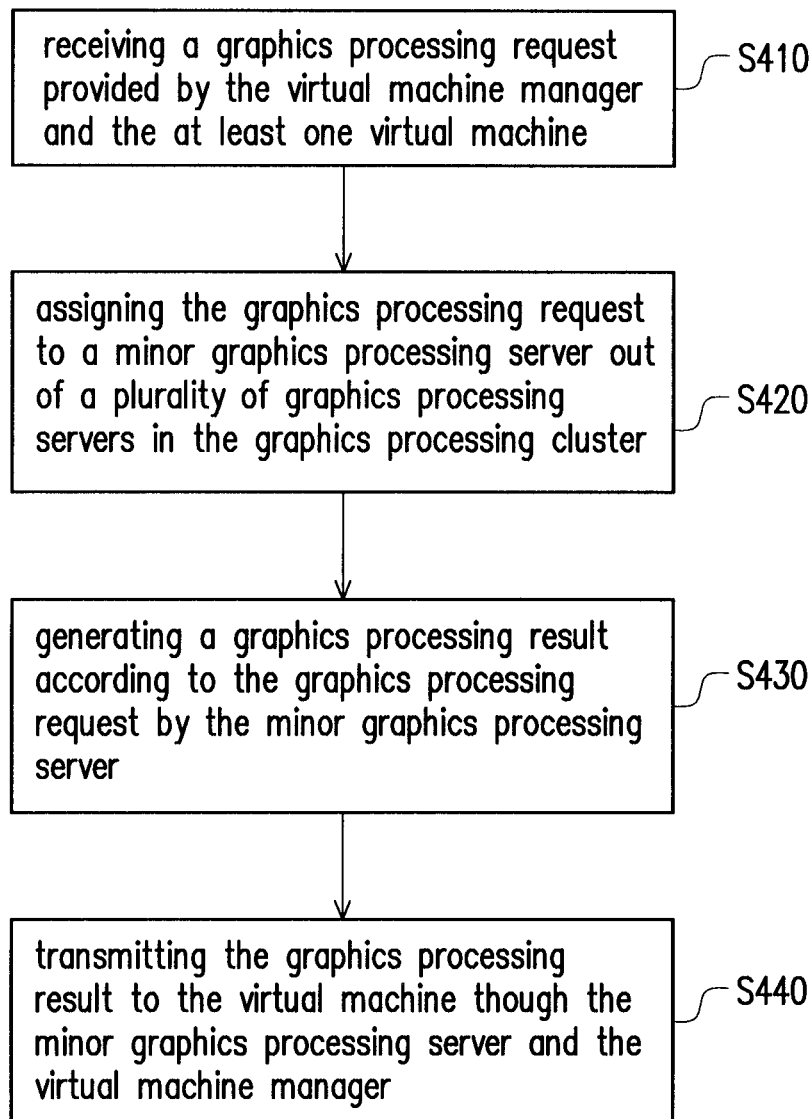 receiving a graphics processing request
provided by the virtual machine manager
and the at least one virtual machine
S410
assigning the graphics processing request
to a minor graphics processing server out
of a plurality of graphics processing
servers in the graphics processing cluster
S420
generating a graphics processing result
according to the graphics processing
request by the minor graphics processing
server
S430
transmitting the graphics processing
result to the virtual machine though the
minor graphics processing server and the
virtual machine manager
S440